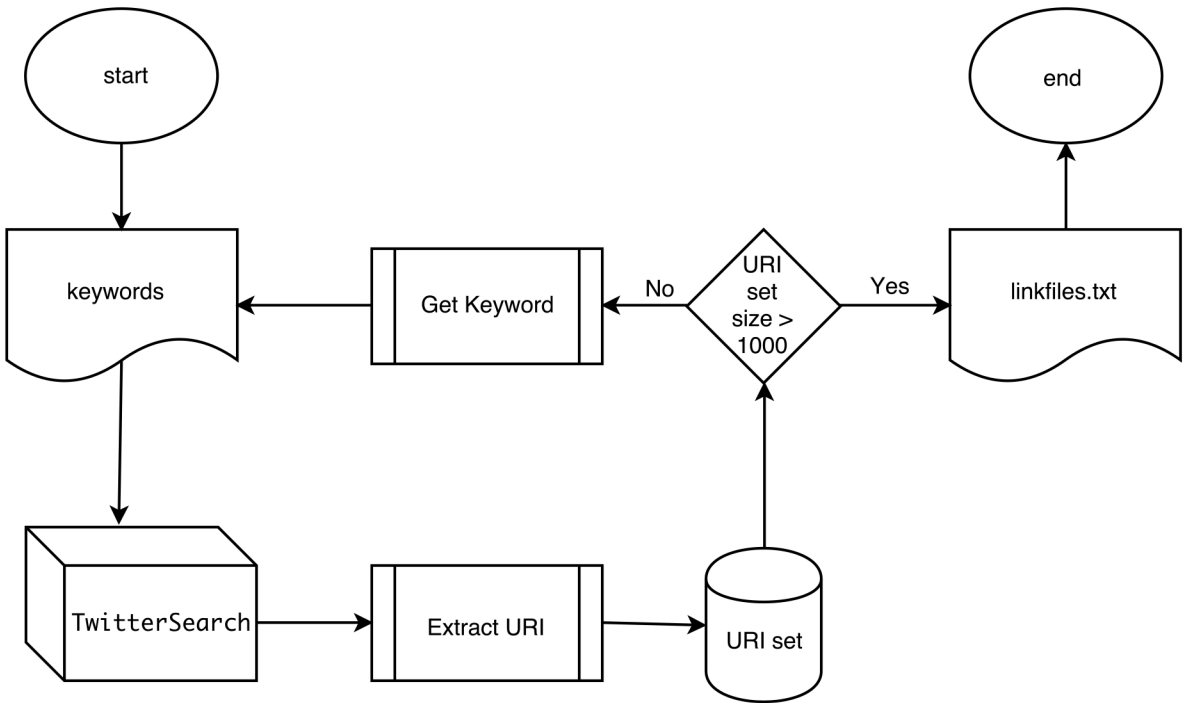 start
end
keywords
Get Keyword
No
URI
set
size >
1000
Yes
linkfiles.txt
TwitterSearch
Extract URI
URI set